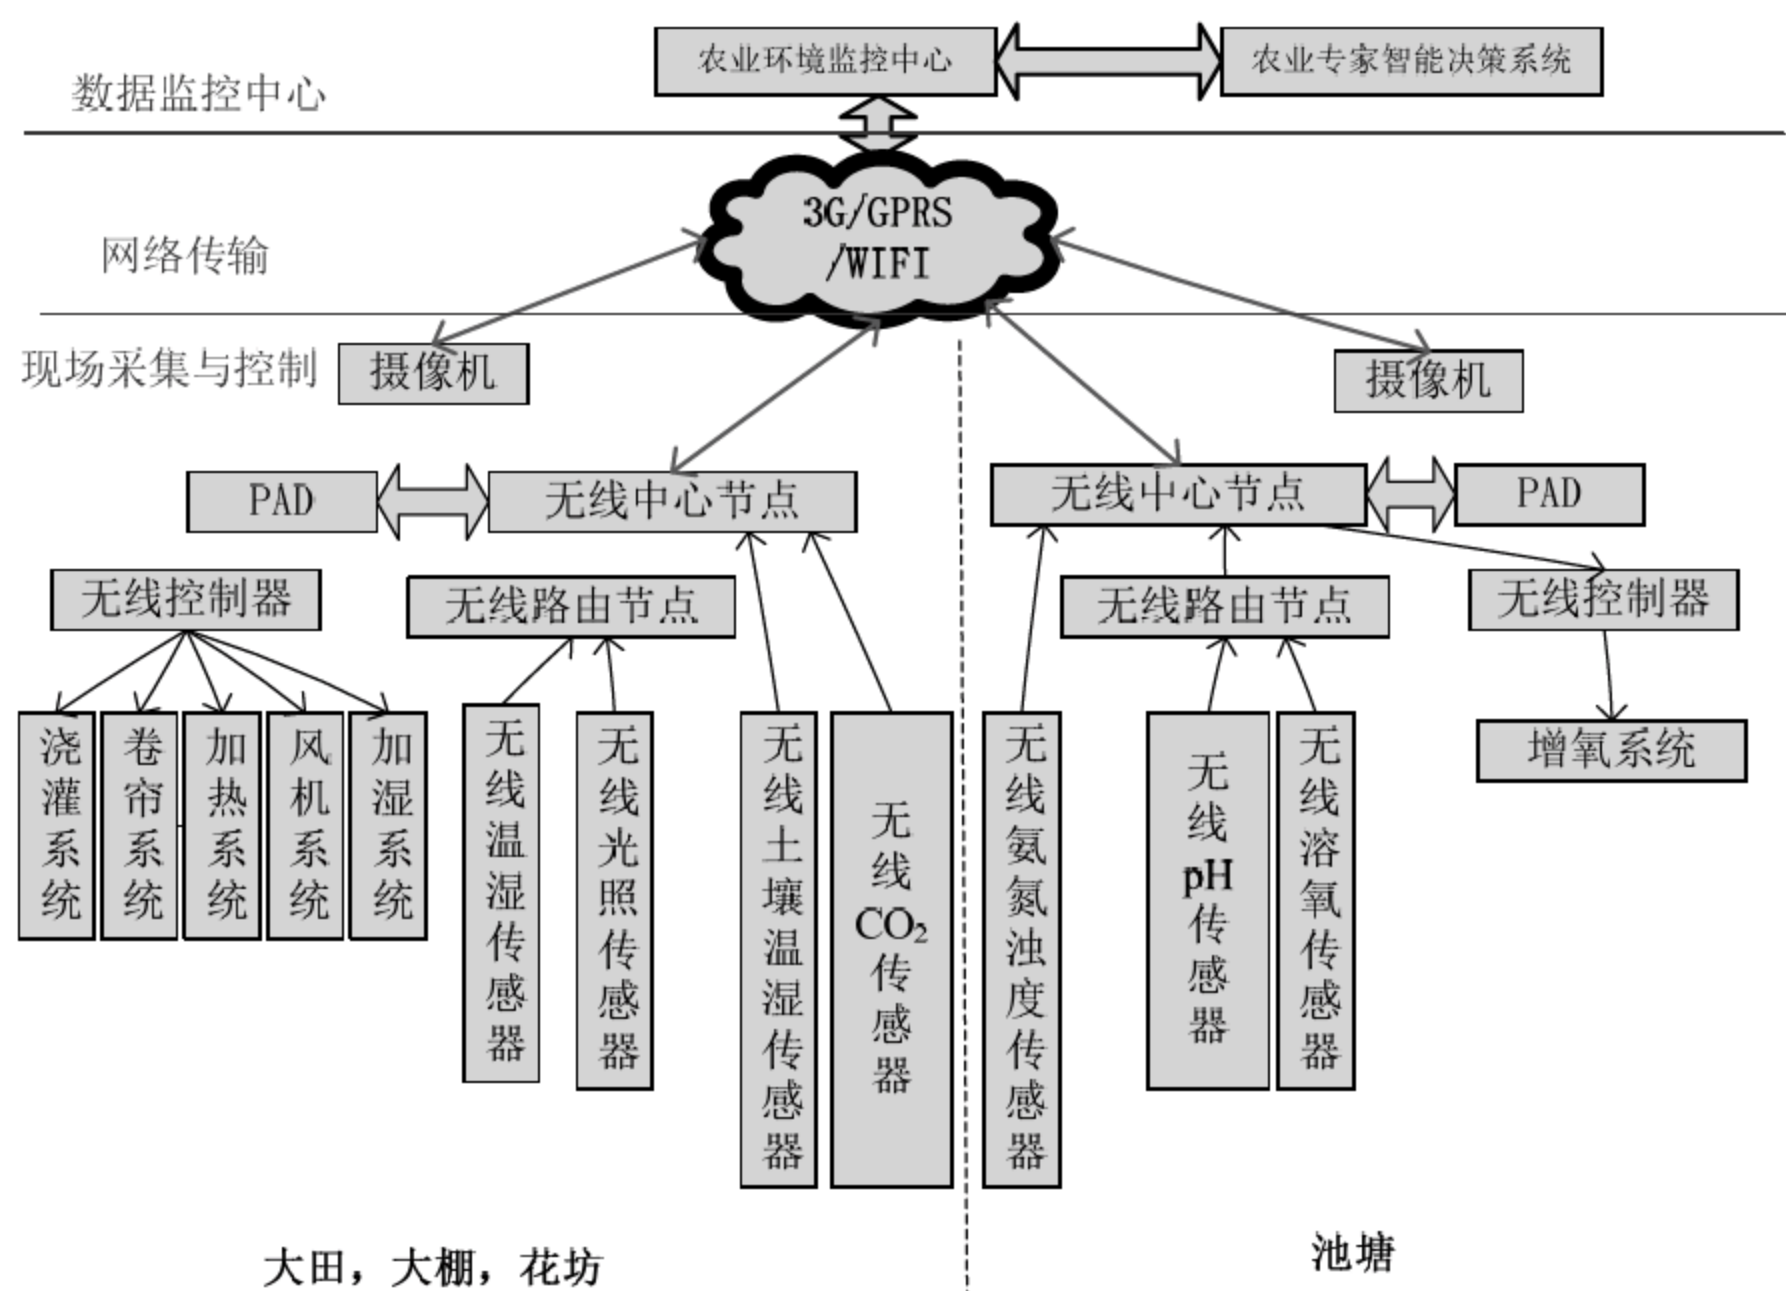 农业环境监控中心
农业专家智能决策系统
数据监控中心
3G/GPRS
/WIFI
网络传输
现场采集与控制
摄像机
摄像机
PAD
无线中心节点
无线中心节点
PAD
无线控制器
无线路由节点
无线路由节点
无线控制器
浇灌系统
卷帘系统
加热系统
风机系统
加湿系统
无线温湿传感器
无线光照传感器
无线土壤温湿传感器
无线CO₂传感器
无线氨氮浊度传感器
无线pH传感器
无线溶氧传感器
增氧系统
大田，大棚，花坊
池塘